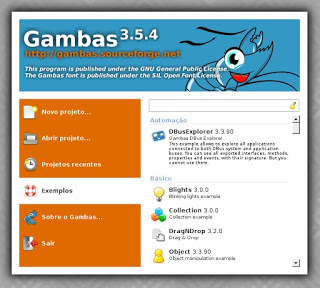 Gambas 3.5.4
http://gambas.sourceforge.net
This program is published under the GNU General Public License.
The Gambas font is published under the SIL Open Font License.
Novo projeto...
Abrir projeto...
Projetos recentes
Exemplos
Sobre o Gambas...
Sair
Automação
DBusExplorer 3.3.90
Gambas DBus Explorer
This example allows to explore all applications
connected to both DBus system and application
buses. You can see all exported interfaces, methods,
properties and events, with their signature. But you
cannot use them.
Básico
Blights 3.0.0
Blinking lights example
Collection 3.0.0
Collection example
DragNDrop 3.2.0
Drag & Drop
Object 3.3.90
Object manipulation example